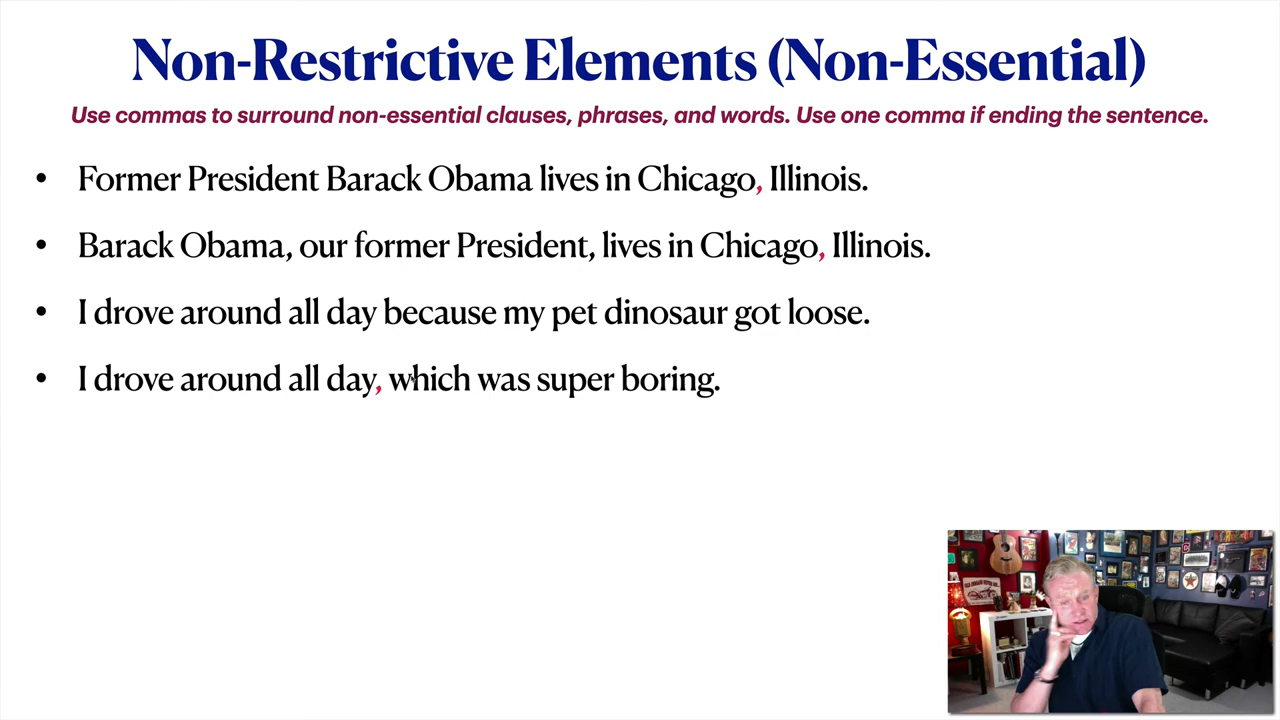 Non-Restrictive Elements (Non-Essential)
Use commas to surround non-essential clauses, phrases, and words. Use one comma if ending the sentence.
• Former President Barack Obama lives in Chicago, Illinois.
• Barack Obama, our former President, lives in Chicago, Illinois.
• I drove around all day because my pet dinosaur got loose.
• I drove around all day, which was super boring.